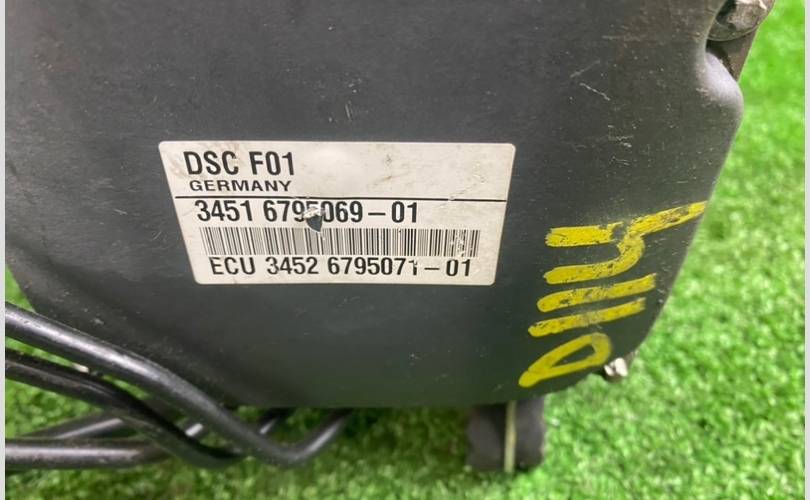 DSC F01
GERMANY
3451 6795069-01
ECU 3452 6795071-01